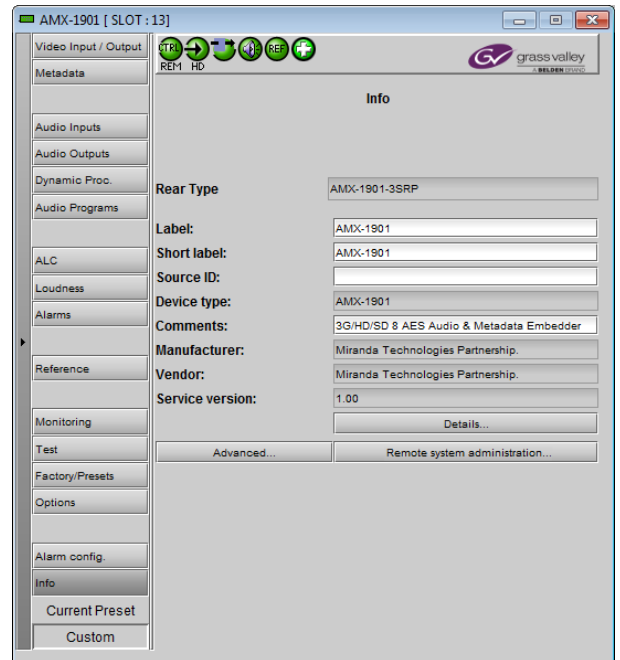 AMX-1901 [ SLOT : 13]
Video Input / Output
Metadata
Audio Inputs
Audio Outputs
Dynamic Proc.
Audio Programs
ALC
Loudness
Alarms
Reference
Monitoring
Test
Factory/Presets
Options
Alarm config.
Info
Current Preset
Custom
CTRL REF
REM HD
grass valley
A BELDEN BRAND
Info
Rear Type AMX-1901-3SRP
Label: AMX-1901
Short label: AMX-1901
Source ID:
Device type: AMX-1901
Comments: 3G/HD/SD 8 AES Audio & Metadata Embedder
Manufacturer: Miranda Technologies Partnership.
Vendor: Miranda Technologies Partnership.
Service version: 1.00
Details...
Advanced... Remote system administration...